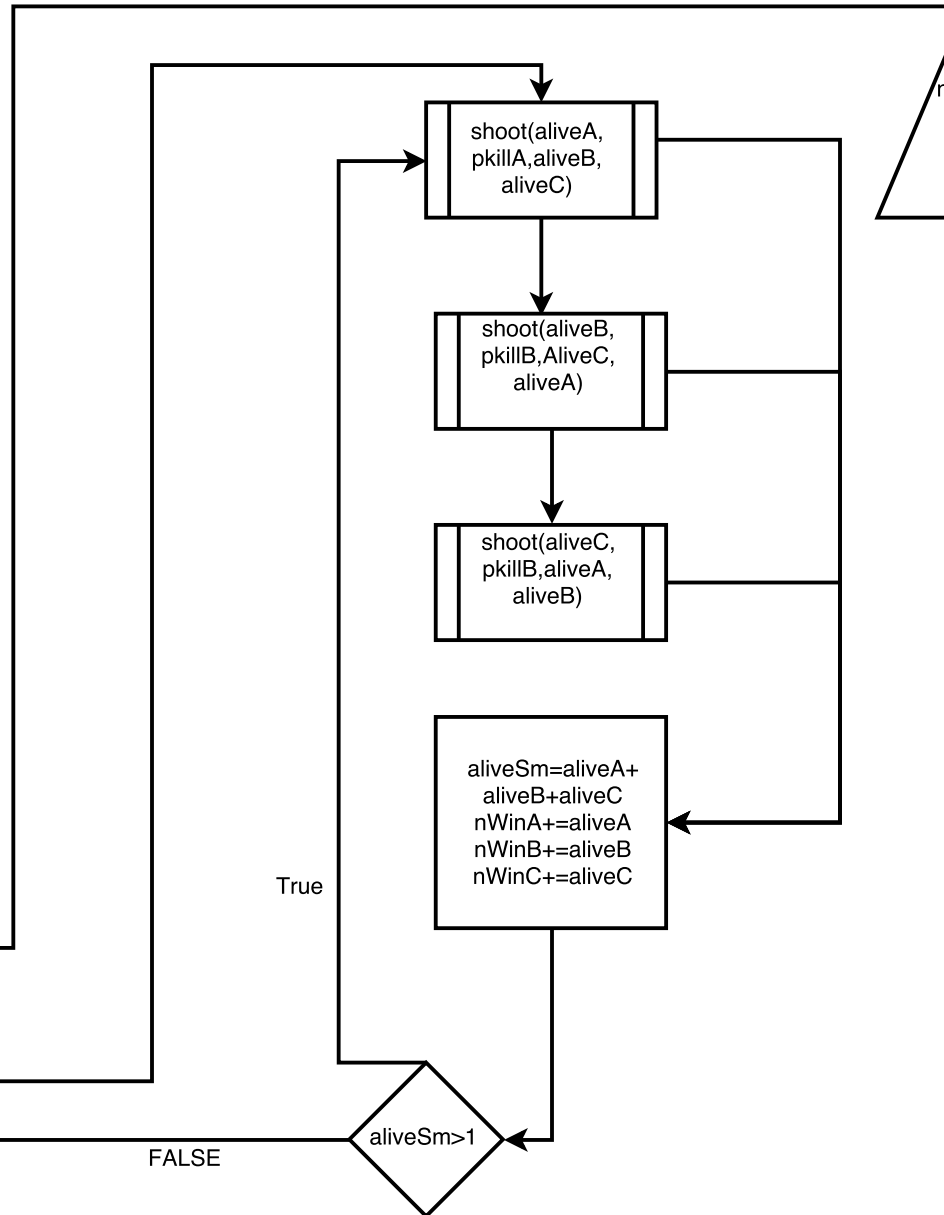 shoot(aliveA,
pkillA,aliveB,
aliveC)
shoot(aliveB,
pkillB,AliveC,
aliveA)
shoot(aliveC,
pkillB,aliveA,
aliveB)
aliveSm=aliveA+
aliveB+aliveC
nWinA+=aliveA
nWinB+=aliveB
nWinC+=aliveC
True
aliveSm>1
FALSE